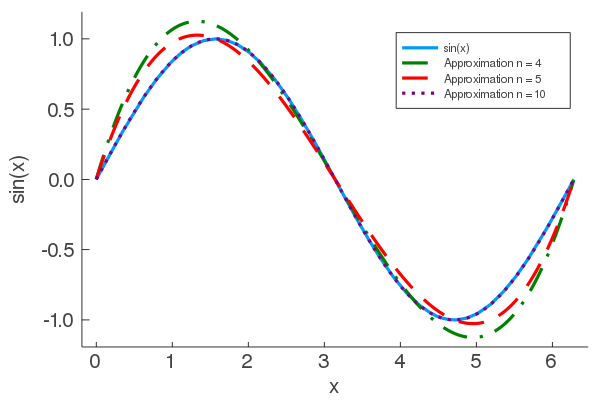 1.0
0.5
0.0
-0.5
-1.0
sin(x)
0 1 2 3 4 5 6
x
sin(x)
Approximation n = 4
Approximation n = 5
Approximation n = 10